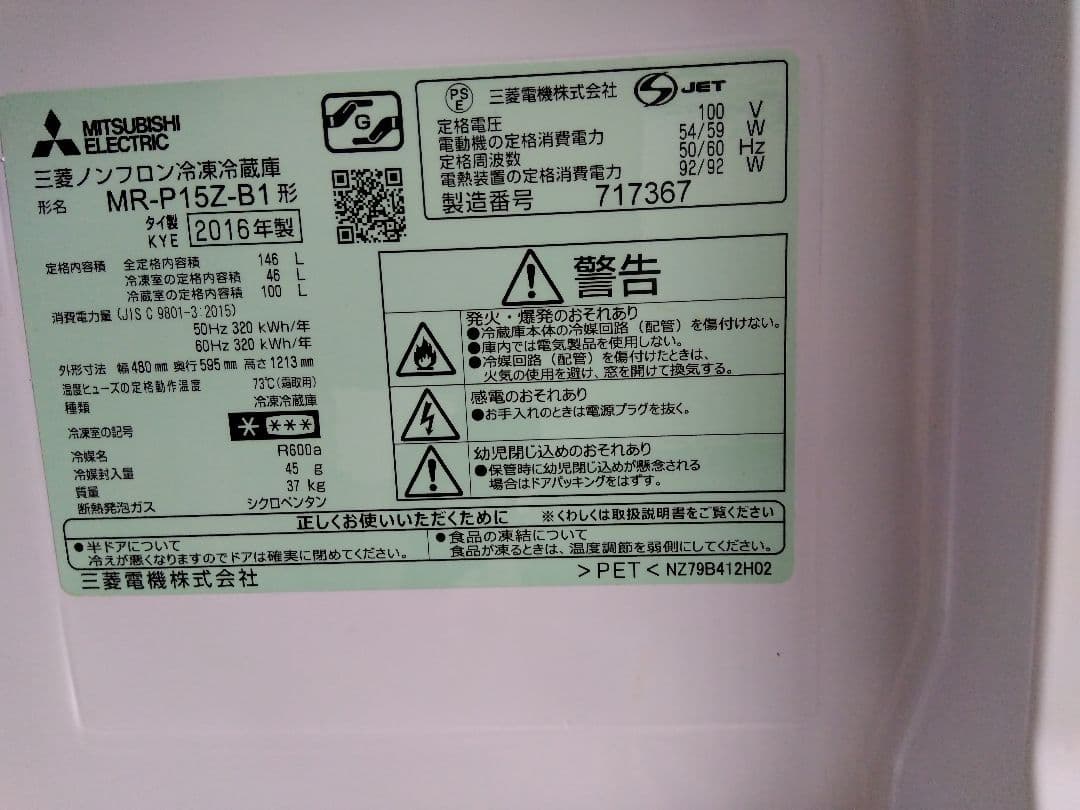 MITSUBISHI
ELECTRIC
G
三菱ノンフロン冷凍冷蔵庫
形名 MR-P15Z-B1形
タイ製
KYE 2016年製
PS
E 三菱電機株式会社 S JET
定格電圧 100 V
電動機の定格消費電力 54/59 W
定格周波数 50/60 Hz
電熱装置の定格消費電力 92/92 W
製造番号 717367
定格内容積 全定格内容積 146 L
冷凍室の定格内容積 46 L
冷蔵室の定格内容積 100 L
消費電力量 (JIS C 9801-3:2015)
50Hz 320 kWh/年
60Hz 320 kWh/年
外形寸法 幅480mm 奥行595mm 高さ1213mm
温度ヒューズの定格動作温度 73℃(霜取用)
種類 冷凍冷蔵庫
冷凍室の記号 ****
冷媒名 R600a
冷媒封入量 45 g
質量 37 kg
断熱発泡ガス シクロペンタン
警告
発火・爆発のおそれあり
●冷蔵庫本体の冷媒回路（配管）を傷付けない。
●庫内では電気製品を使用しない。
●冷媒回路（配管）を傷付けたときは、
火気の使用を避け、窓を開けて換気する。
感電のおそれあり
●お手入れのときは電源プラグを抜く。
幼児閉じ込めのおそれあり
●保管時に幼児閉じ込めが懸念される
場合はドアパッキングをはずす。
正しくお使いいただくために ※くわしくは取扱説明書をご覧ください
●半ドアについて
冷えが悪くなりますのでドアは確実に閉めてください。
●食品の凍結について
食品が凍るときは、温度調節を弱側にしてください。
三菱電機株式会社 >PET< NZ79B412H02